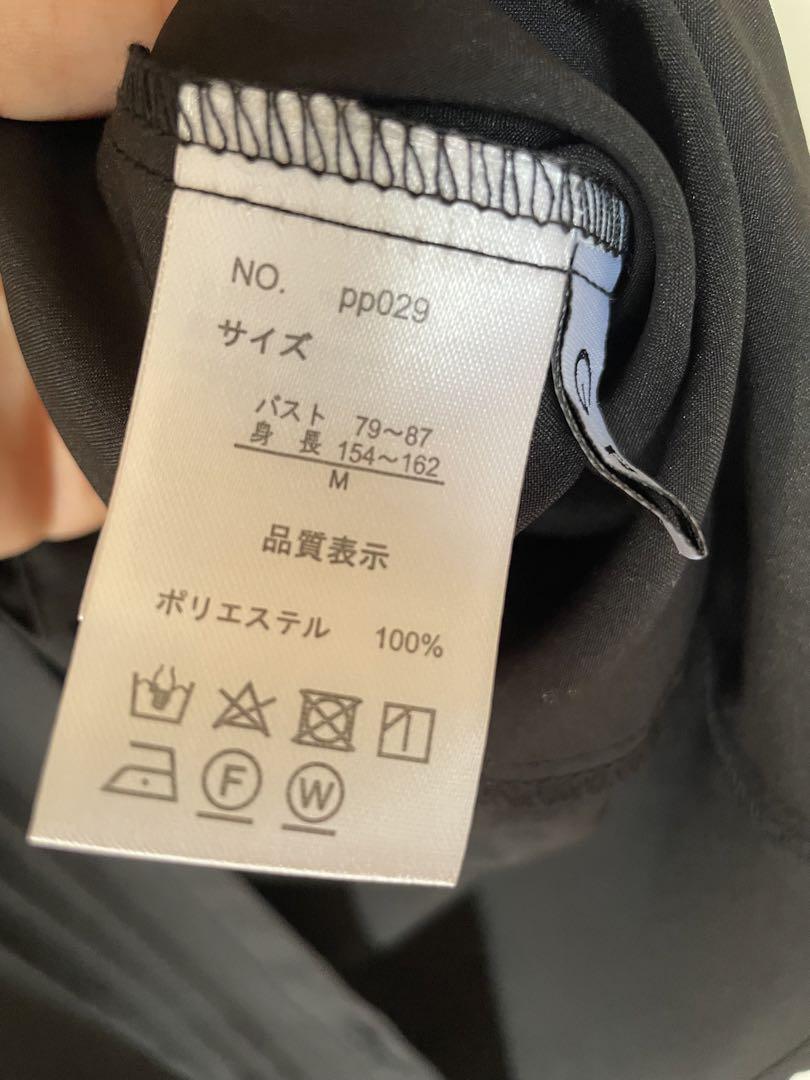 NO. pp029
サイズ
バスト 79～87
身長 154～162
M
品質表示
ポリエステル 100%
F W